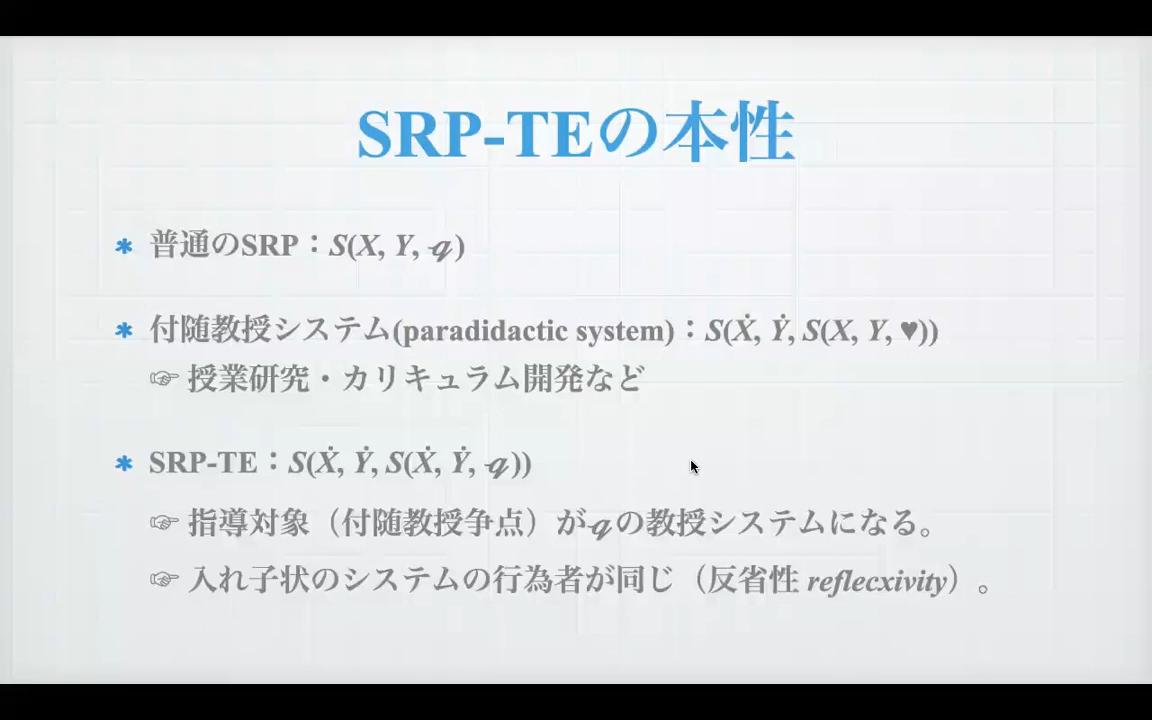 SRP-TEの本性
* 普通のSRP：S(X, Y, 𝓆)
* 付随教授システム(paradidactic system)：S(Ẋ, Ẏ, S(X, Y, ♥))
☞ 授業研究・カリキュラム開発など
* SRP-TE：S(Ẋ, Ẏ, S(Ẋ, Ẏ, 𝓆))
☞ 指導対象（付随教授争点）が𝓆の教授システムになる。
☞ 入れ子状のシステムの行為者が同じ（反省性 reflecxivity）。